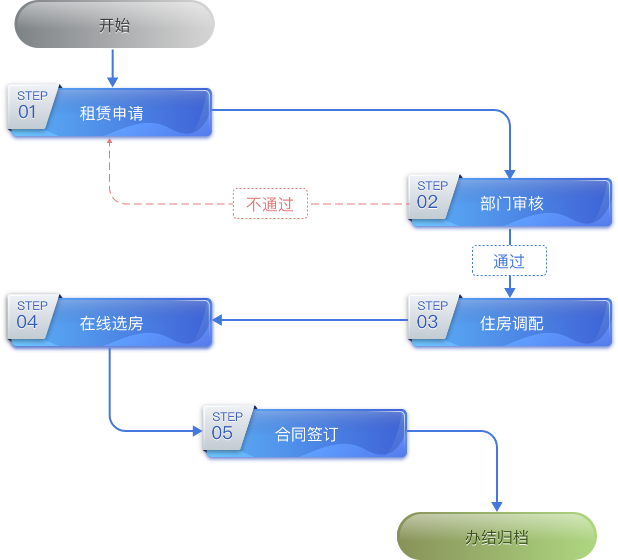 开始
STEP
01
租赁申请
STEP
02
部门审核
不通过
通过
STEP
03
住房调配
STEP
04
在线选房
STEP
05
合同签订
办结归档